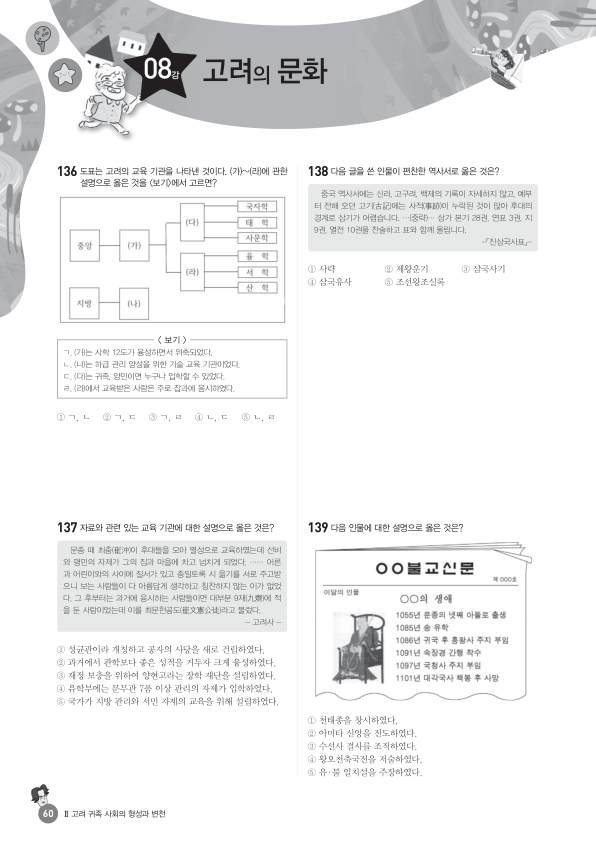 08강
고려의 문화
136 도표는 고려의 교육 기관을 나타낸 것이다. (가)~(라)에 관한
설명으로 옳은 것을 〈보기〉에서 고르면?
중앙
(가)
(다)
국자학
태 학
사문학
(라)
율 학
서 학
산 학
지방
(나)
〈 보기 〉
ㄱ. (가)는 사학 12도가 융성하면서 위축되었다.
ㄴ. (나)는 하급 관리 양성을 위한 기술 교육 기관이었다.
ㄷ. (다)는 귀족, 양민이면 누구나 입학할 수 있었다.
ㄹ. (라)에서 교육받은 사람은 주로 잡과에 응시하였다.
① ㄱ, ㄴ ② ㄱ, ㄷ ③ ㄱ, ㄹ ④ ㄴ, ㄷ ⑤ ㄴ, ㄹ
137 자료와 관련 있는 교육 기관에 대한 설명으로 옳은 것은?
문종 때 최충(崔沖)이 후대들을 모아 열성으로 교육하였는데 선비
와 평민의 자제가 그의 집과 마을에 차고 넘치게 되었다. …… 어른
과 어린이와의 사이에 질서가 있고 종일토록 시 읊기를 서로 주고받
으니 보는 사람들이 다 아름답게 생각하고 칭찬하지 않는 이가 없었
다. 그 후부터는 과거에 응시하는 사람들이면 대부분 9재(九齋)에 적
을 둔 사람이었는데 이를 최문헌공도(崔文憲公徒)라고 불렀다.
- 고려사 -
① 성균관이라 개칭하고 공자의 사당을 새로 건립하였다.
② 과거에서 관학보다 좋은 성적을 거두자 크게 융성하였다.
③ 재정 보충을 위하여 양현고라는 장학 재단을 설립하였다.
④ 유학부에는 문무관 7품 이상 관리의 자제가 입학하였다.
⑤ 국가가 지방 관리와 서민 자제의 교육을 위해 설립하였다.
138 다음 글을 쓴 인물이 편찬한 역사서로 옳은 것은?
중국 역사서에는 신라, 고구려, 백제의 기록이 자세하지 않고, 예부
터 전해 오던 고기(古記)에는 사적(事跡)이 누락된 것이 많아 후대의
경계로 삼기가 어렵습니다. …(중략)… 삼가 본기 28권, 연표 3권, 지
9권, 열전 10권을 찬술하고 표와 함께 올립니다.
-『진삼국사표』-
① 사략 ② 제왕운기 ③ 삼국사기
④ 삼국유사 ⑤ 조선왕조실록
139 다음 인물에 대한 설명으로 옳은 것은?
○○불교신문
제 000호
이달의 인물
○○의 생애
1055년 문종의 넷째 아들로 출생
1085년 송 유학
1086년 귀국 후 흥왕사 주지 부임
1091년 속장경 간행 착수
1097년 국청사 주지 부임
1101년 대각국사 책봉 후 사망
① 천태종을 창시하였다.
② 아미타 신앙을 전도하였다.
③ 수선사 결사를 조직하였다.
④ 왕오천축국전을 저술하였다.
⑤ 유·불 일치설을 주장하였다.
60 Ⅱ 고려 귀족 사회의 형성과 변천